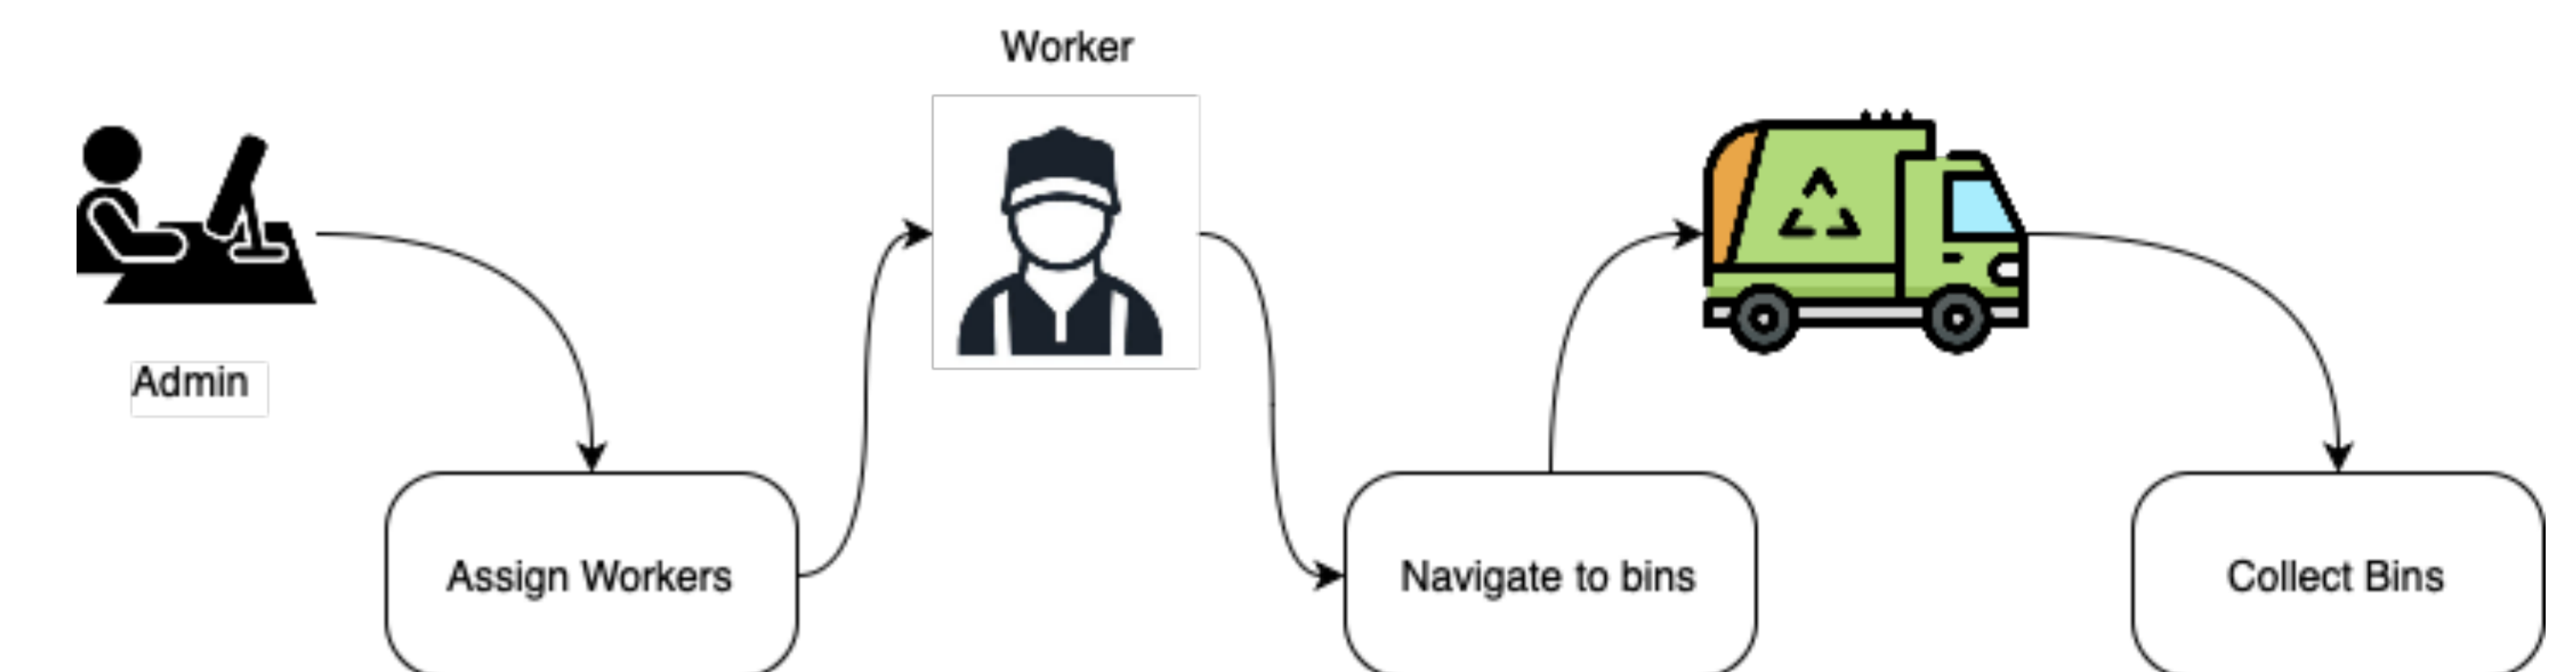 Worker
Admin
Assign Workers
Navigate to bins
Collect Bins